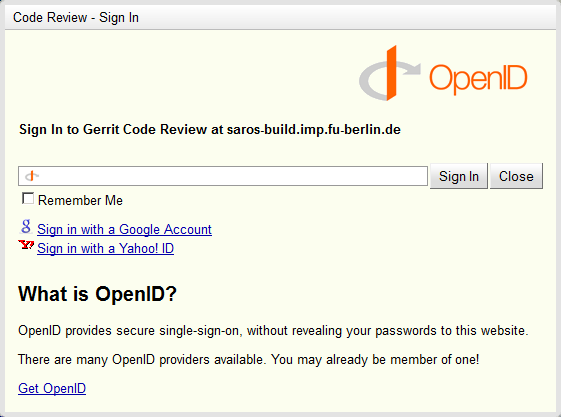 Code Review - Sign In
OpenID
Sign In to Gerrit Code Review at saros-build.imp.fu-berlin.de
Sign In Close
Remember Me
Sign in with a Google Account
Sign in with a Yahoo! ID
What is OpenID?
OpenID provides secure single-sign-on, without revealing your passwords to this website.
There are many OpenID providers available. You may already be member of one!
Get OpenID